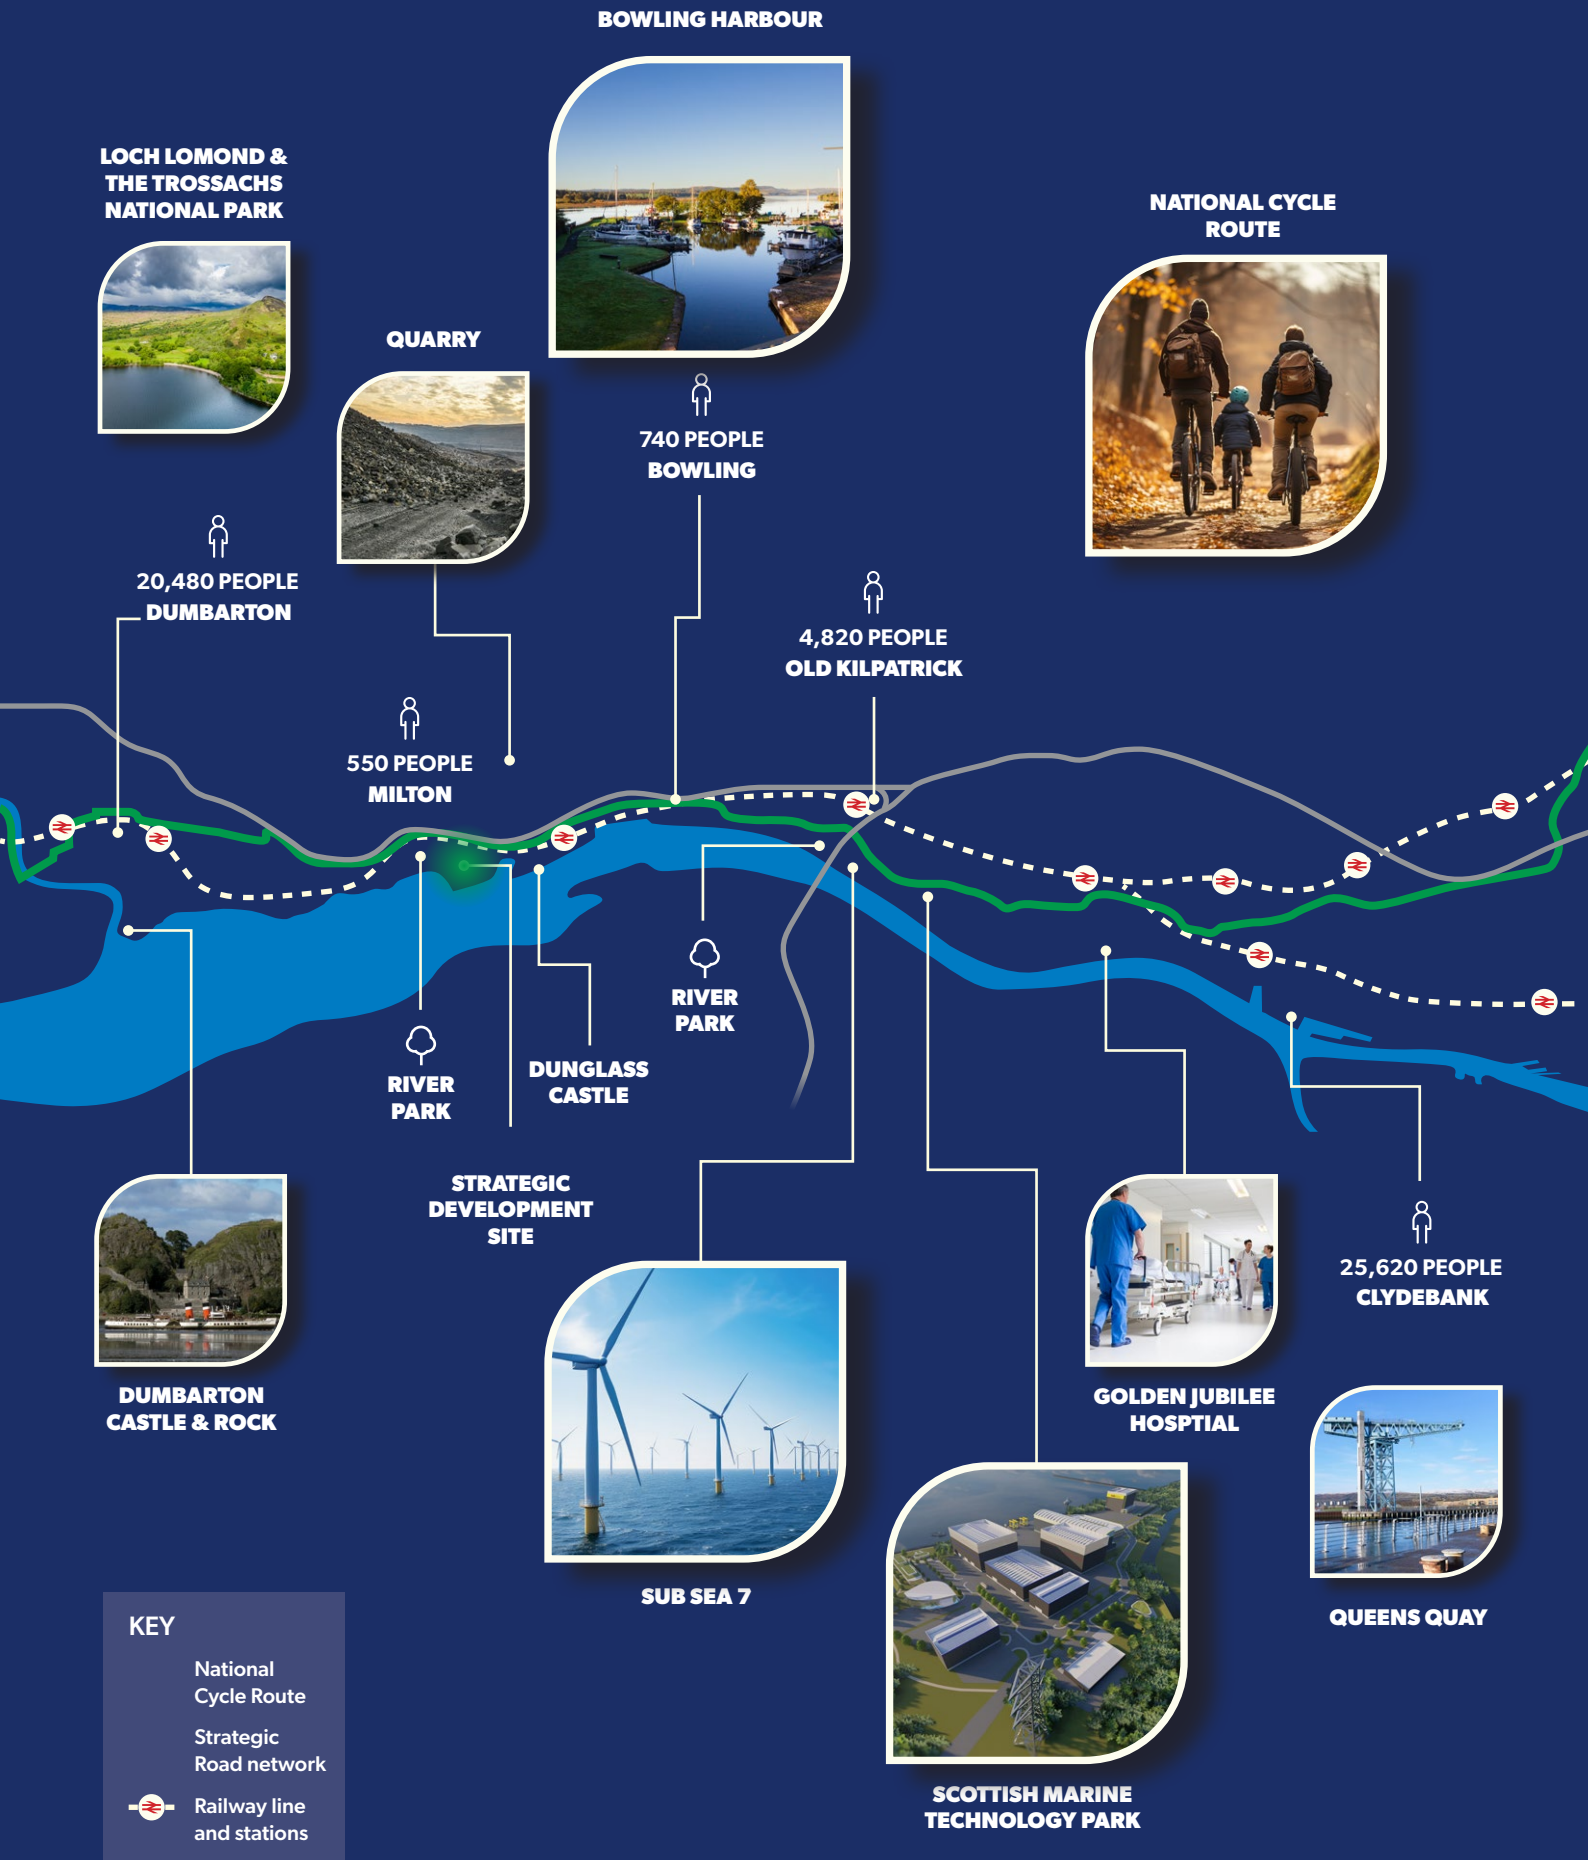 BOWLING HARBOUR
LOCH LOMOND &
THE TROSSACHS
NATIONAL PARK
NATIONAL CYCLE
ROUTE
QUARRY
740 PEOPLE
BOWLING
20,480 PEOPLE
DUMBARTON
4,820 PEOPLE
OLD KILPATRICK
550 PEOPLE
MILTON
RIVER
PARK
RIVER
PARK
DUNGLASS
CASTLE
STRATEGIC
DEVELOPMENT
SITE
25,620 PEOPLE
CLYDEBANK
DUMBARTON
CASTLE & ROCK
GOLDEN JUBILEE
HOSPTIAL
SUB SEA 7
QUEENS QUAY
SCOTTISH MARINE
TECHNOLOGY PARK
KEY
National
Cycle Route
Strategic
Road network
Railway line
and stations